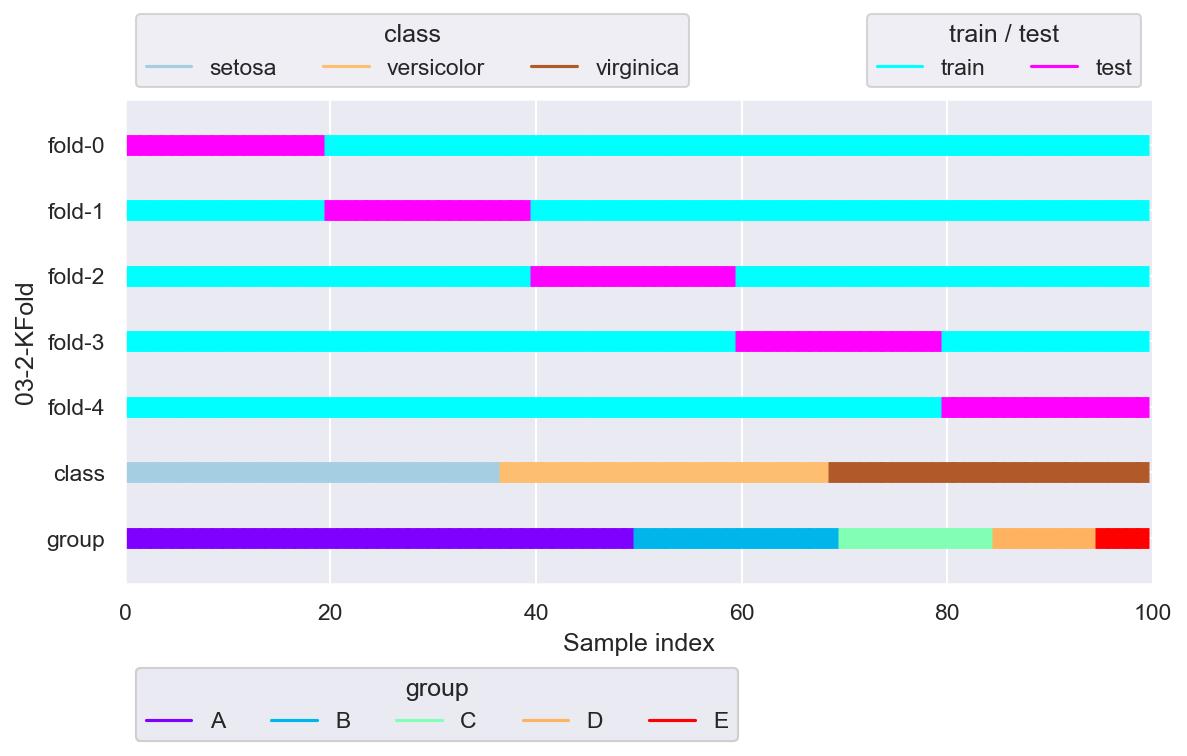 class
setosa versicolor virginica
train / test
train test
03-2-KFold
fold-0
fold-1
fold-2
fold-3
fold-4
class
group
0 20 40 60 80 100
Sample index
group
A B C D E